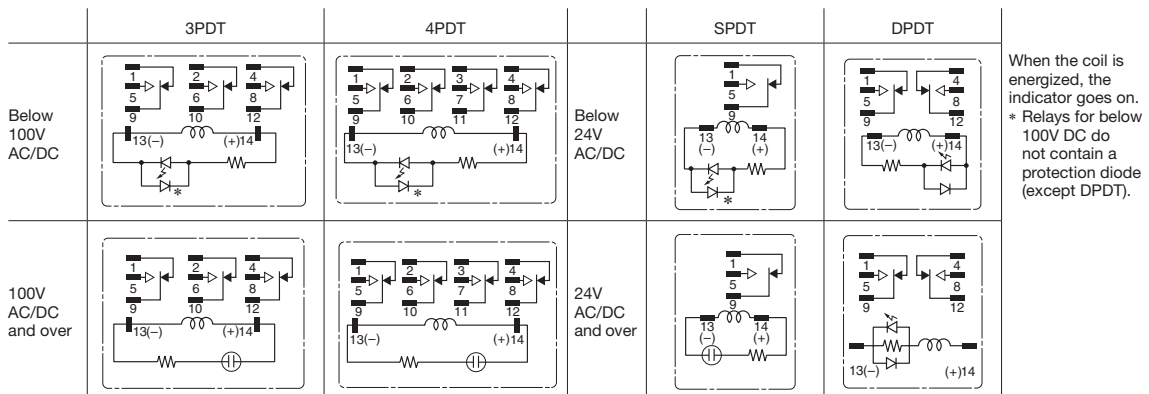 3PDT
4PDT
SPDT
DPDT
Below
100V
AC/DC
1 2 4
5 6 8
9 10 12
13(–) (+)14
*
1 2 3 4
5 6 7 8
9 10 11 12
13(–) (+)14
*
Below
24V
AC/DC
1
5
9
13 14
(–) (+)
*
1 4
5 8
9 12
13(–) (+)14
When the coil is
energized, the
indicator goes on.
* Relays for below
100V DC do
not contain a
protection diode
(except DPDT).
100V
AC/DC
and over
1 2 4
5 6 8
9 10 12
13(–) (+)14
1 2 3 4
5 6 7 8
9 10 11 12
13(–) (+)14
24V
AC/DC
and over
1
5
9
13 14
(–) (+)
1 4
5 8
9 12
13(–) (+)14